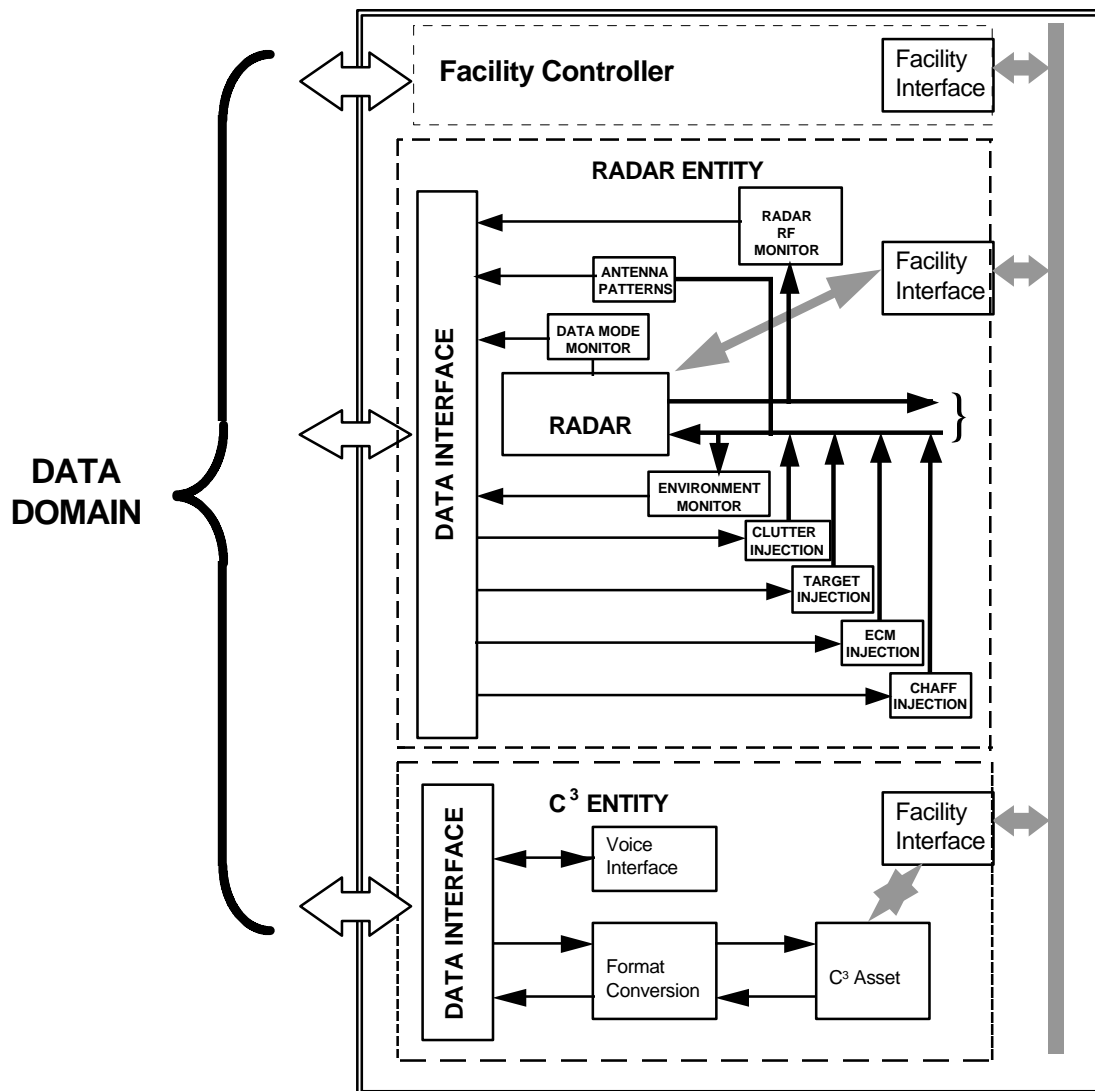 Facility Controller
Facility
Interface
RADAR ENTITY
RADAR
RF
MONITOR
ANTENNA
PATTERNS
Facility
Interface
DATA MODE
MONITOR
DATA INTERFACE
RADAR
}
DATA
DOMAIN
ENVIRONMENT
MONITOR
CLUTTER
INJECTION
TARGET
INJECTION
ECM
INJECTION
CHAFF
INJECTION
C³ ENTITY
Facility
Interface
DATA INTERFACE
Voice
Interface
Format
Conversion
C³ Asset